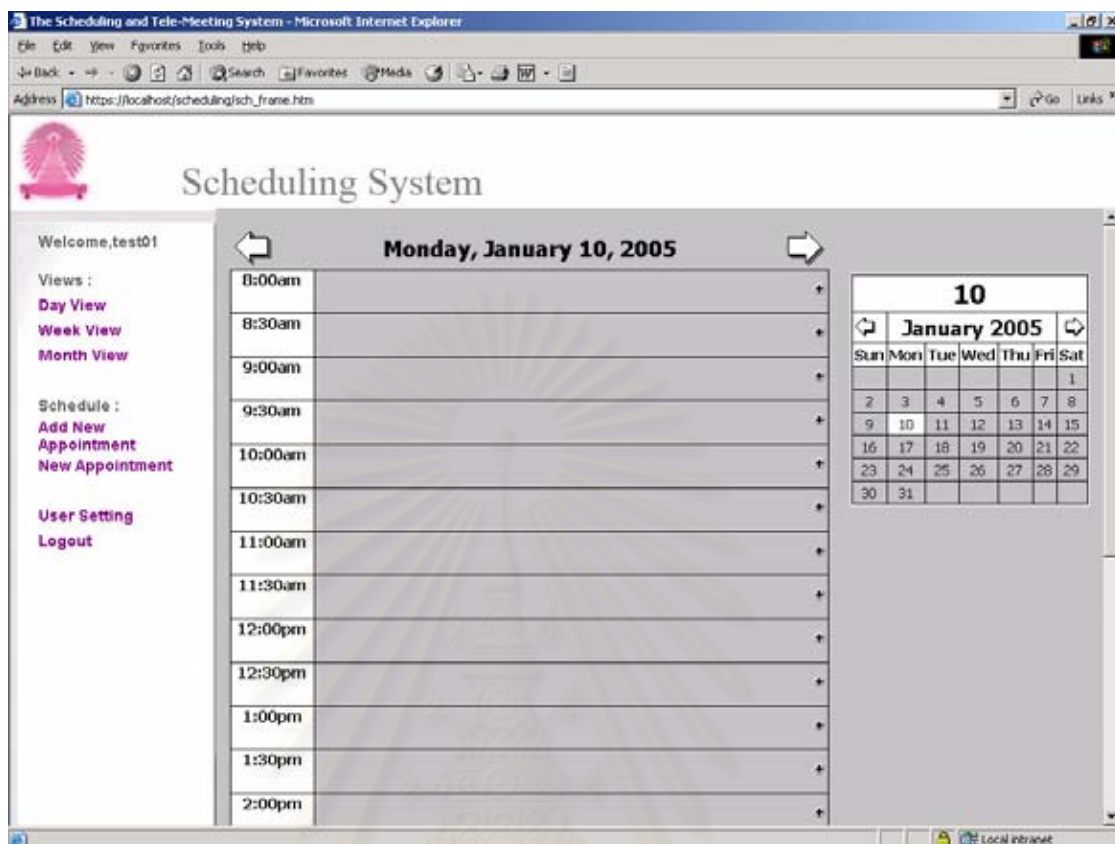 The Scheduling and Tele-Meeting System - Microsoft Internet Explorer
File Edit View Favorites Tools Help
Back Search Favorites Media
Address https://localhost/scheduling/sch_frame.htm Go Links
Scheduling System
Welcome,test01
Views :
Day View
Week View
Month View
Schedule :
Add New
Appointment
New Appointment
User Setting
Logout
Monday, January 10, 2005
8:00am +
8:30am +
9:00am +
9:30am +
10:00am +
10:30am +
11:00am +
11:30am +
12:00pm +
12:30pm +
1:00pm +
1:30pm +
2:00pm +
10
January 2005
Sun Mon Tue Wed Thu Fri Sat
1
2 3 4 5 6 7 8
9 10 11 12 13 14 15
16 17 18 19 20 21 22
23 24 25 26 27 28 29
30 31
Local intranet